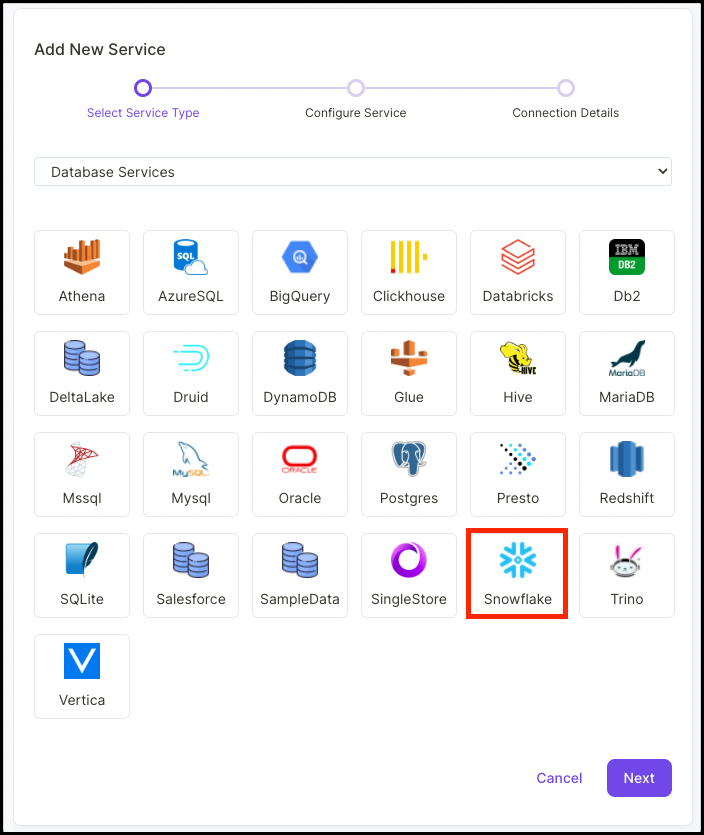 Add New Service
Select Service Type Configure Service Connection Details
Database Services
SQL IBM DB2
Athena AzureSQL BigQuery Clickhouse Databricks Db2
HIVE MariaDB
DeltaLake Druid DynamoDB Glue Hive MariaDB
MySQL ORACLE
Mssql Mysql Oracle Postgres Presto Redshift
SQLite Salesforce SampleData SingleStore Snowflake Trino
Vertica
Cancel Next